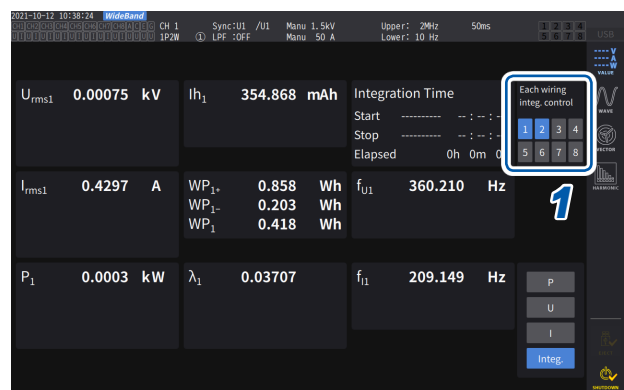 2021-10-12 10:38:24 WideBand
CH 1 Sync:U1 /U1 Manu 1.5kV Upper: 2MHz 50ms 1 2 3 4
1P2W ① LPF :OFF Manu 50 A Lower: 10 Hz 5 6 7 8
USB
VALUE
WAVE
VECTOR
HARMONIC
SHUTDOWN
Urms1 0.00075 kV
Ih1 354.868 mAh
Integration Time
Start ---------- -- : -- : -
Stop ---------- -- : -- : -
Elapsed 0h 0m 0
Each wiring
integ. control
1 2 3 4
5 6 7 8
1
Irms1 0.4297 A
WP1+ 0.858 Wh
WP1- 0.203 Wh
WP1 0.418 Wh
fU1 360.210 Hz
P1 0.0003 kW
λ1 0.03707
fI1 209.149 Hz
P
U
I
Integ.